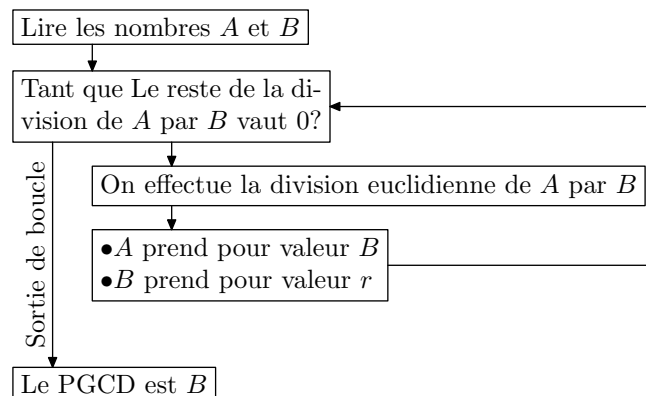 Lire les nombres A et B
Tant que Le reste de la di-
vision de A par B vaut 0?
On effectue la division euclidienne de A par B
•A prend pour valeur B
•B prend pour valeur r
Sortie de boucle
Le PGCD est B